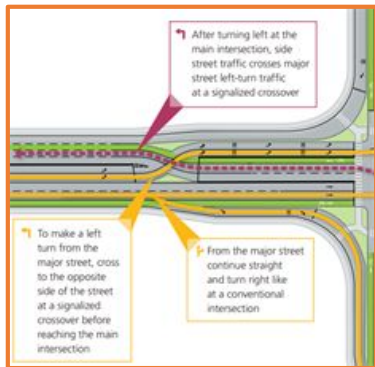 After turning left at the
main intersection, side
street traffic crosses major
street left-turn traffic
at a signalized crossover
To make a left
turn from the
major street, cross
to the opposite
side of the street
at a signalized
crossover before
reaching the main
intersection
From the major street
continue straight
and turn right like
at a conventional
intersection